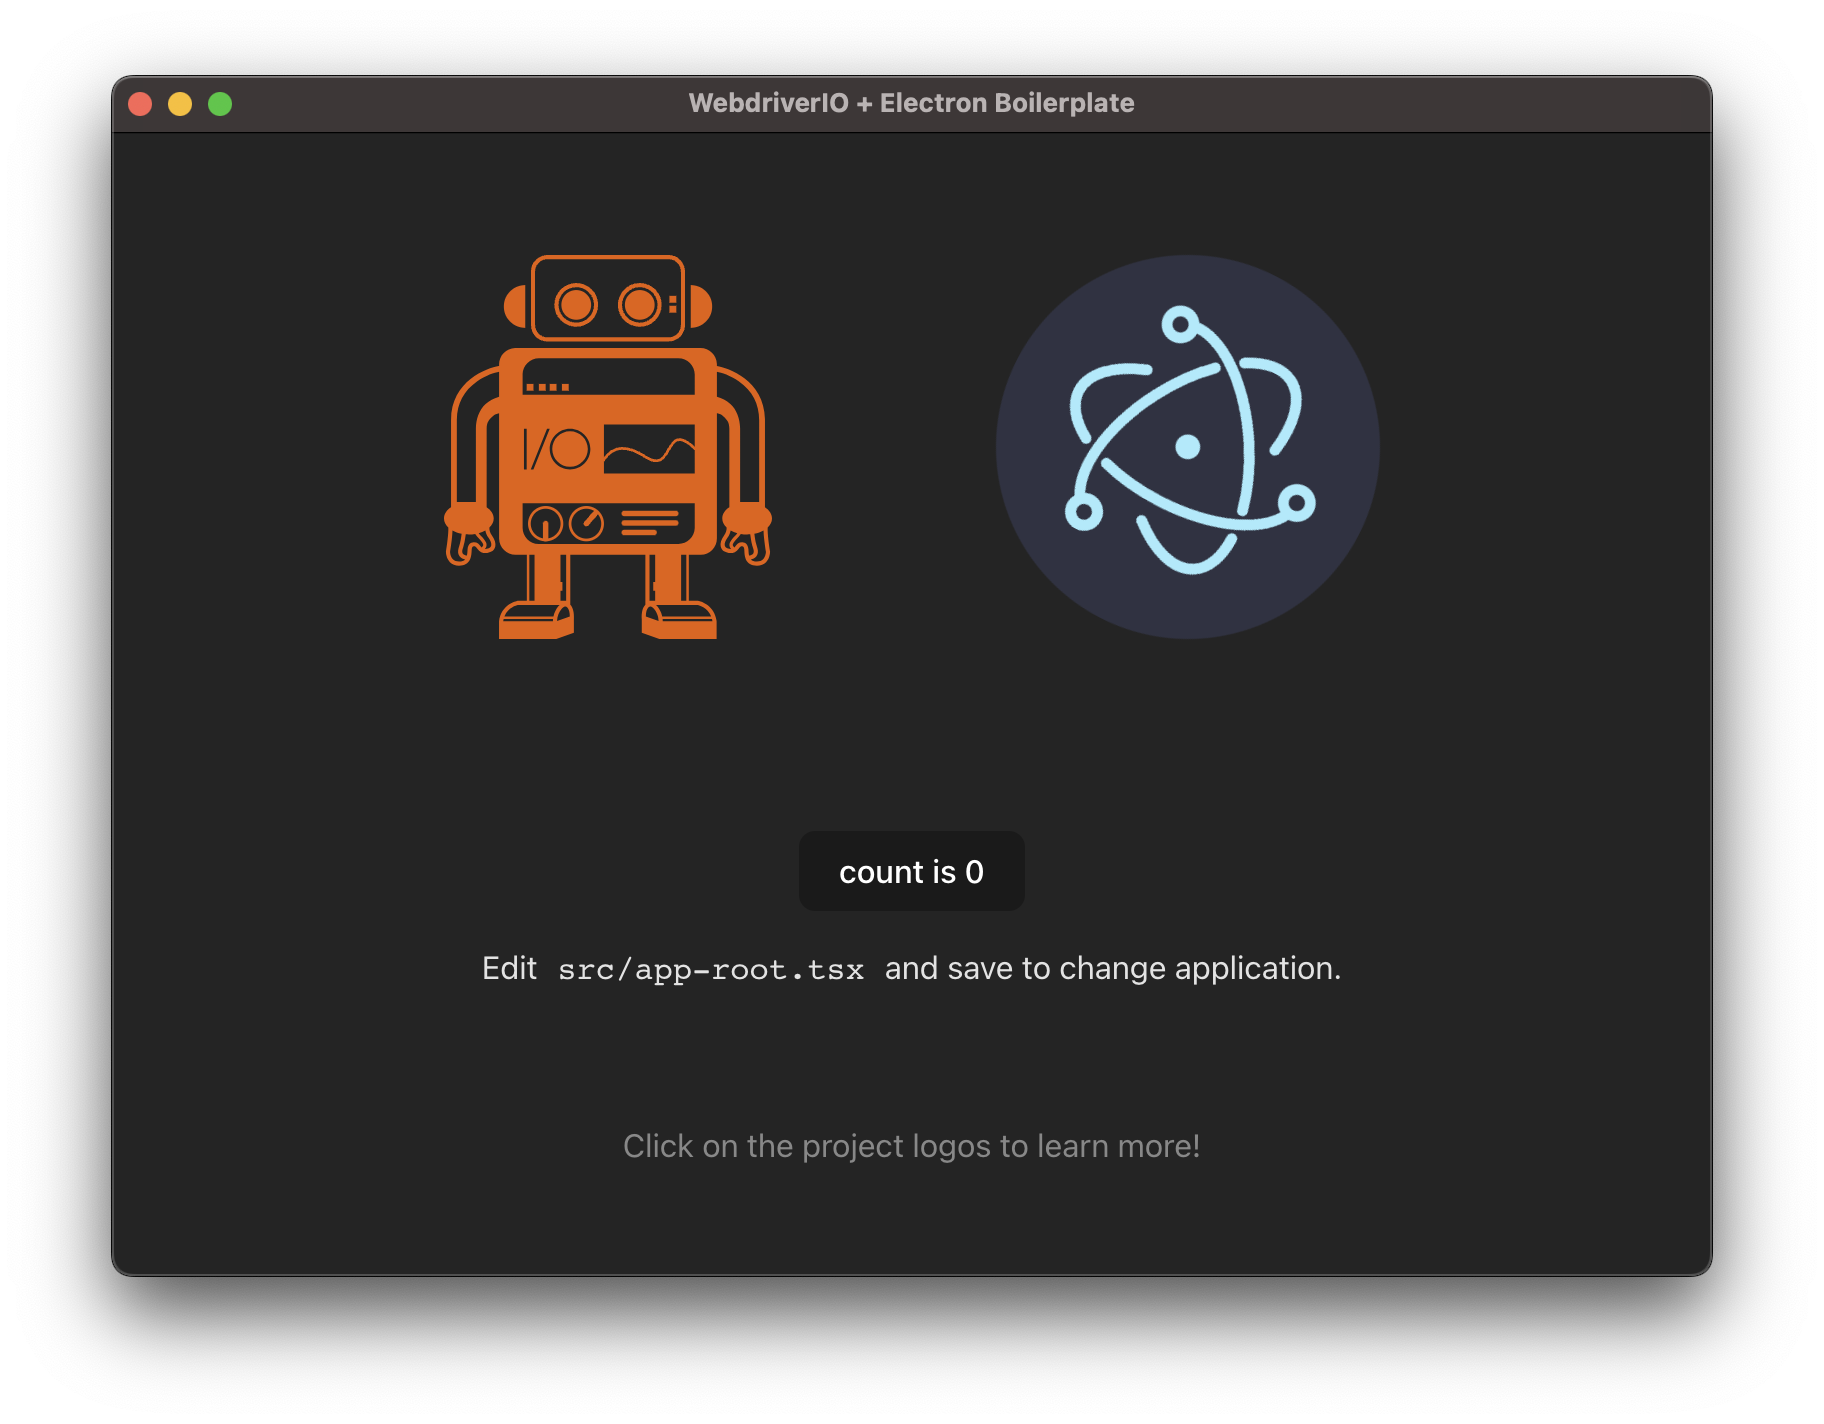 WebdriverIO + Electron Boilerplate
I/O
count is 0
Edit src/app-root.tsx and save to change application.
Click on the project logos to learn more!